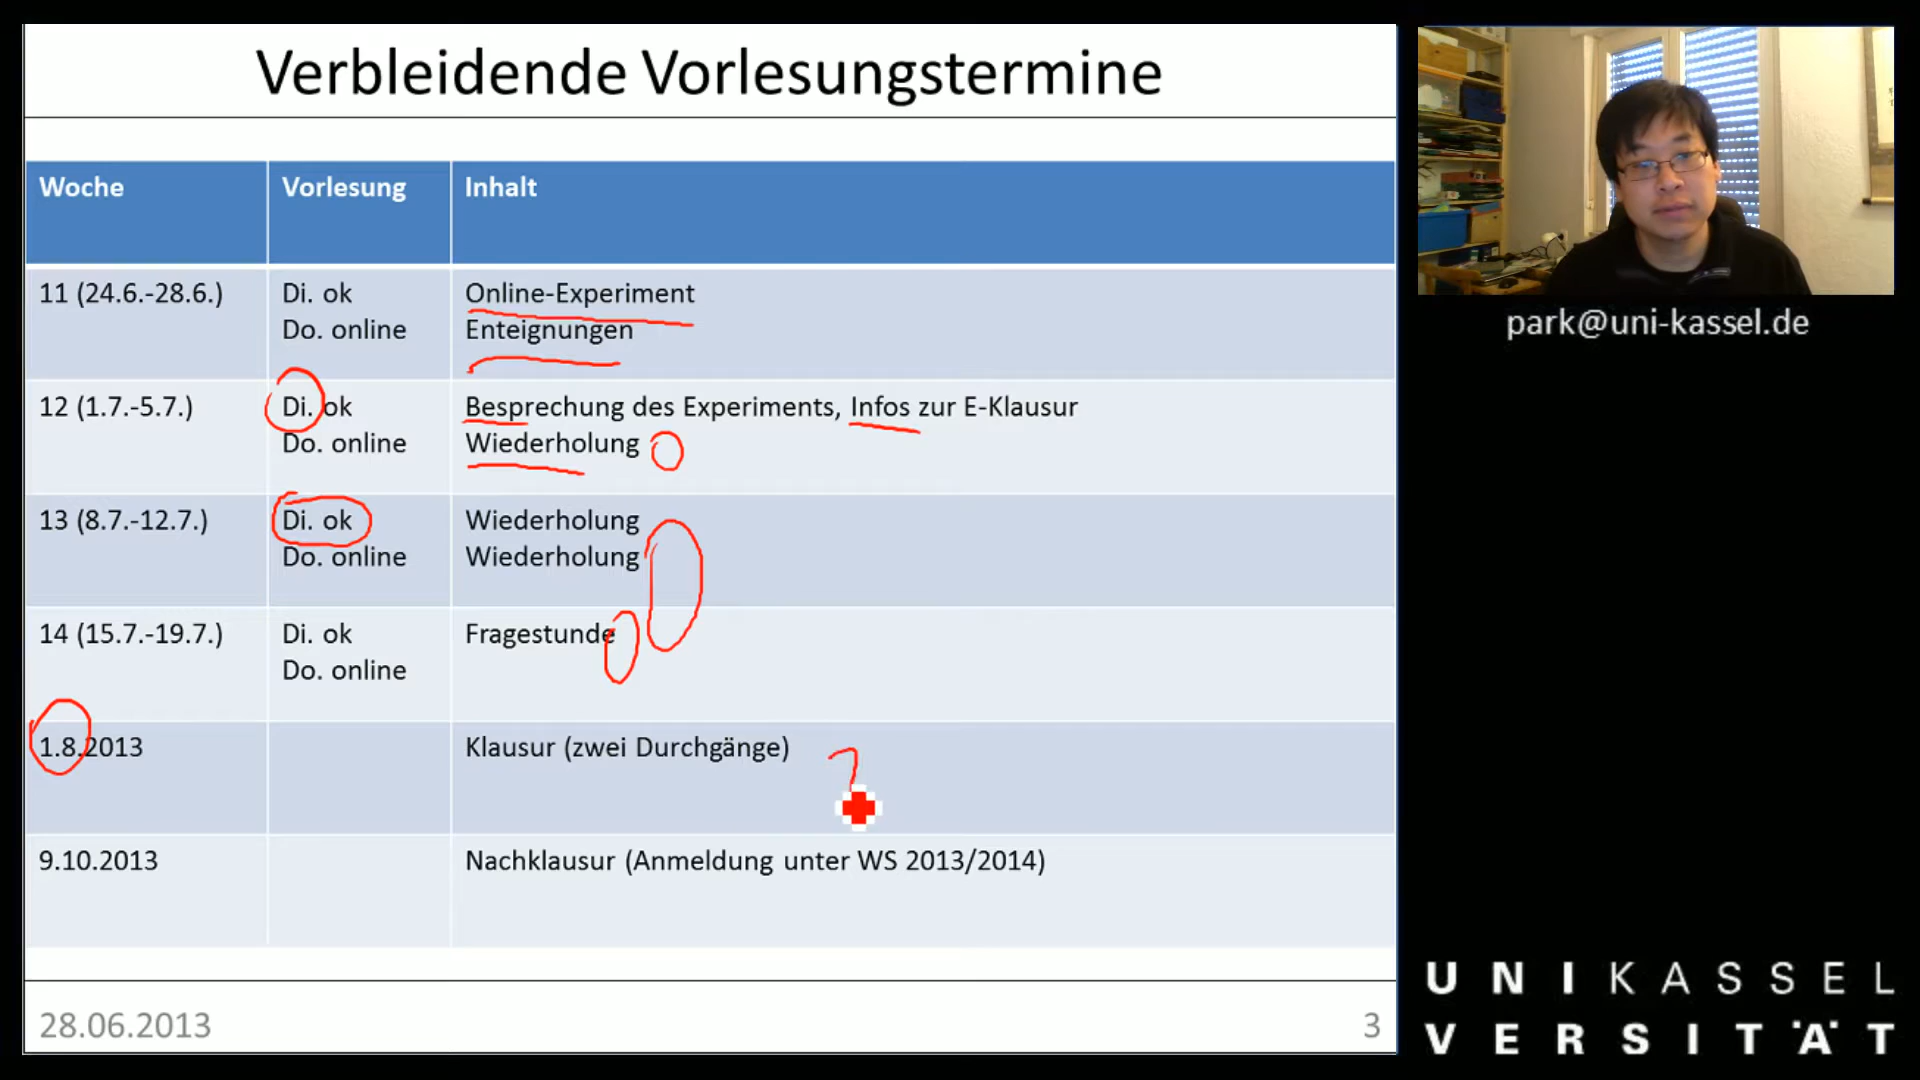 Verbleidende Vorlesungstermine
Woche Vorlesung Inhalt
11 (24.6.-28.6.) Di. ok Online-Experiment
Do. online Enteignungen
12 (1.7.-5.7.) Di. ok Besprechung des Experiments, Infos zur E-Klausur
Do. online Wiederholung
13 (8.7.-12.7.) Di. ok Wiederholung
Do. online Wiederholung
14 (15.7.-19.7.) Di. ok Fragestunde
Do. online
1.8.2013 Klausur (zwei Durchgänge)
9.10.2013 Nachklausur (Anmeldung unter WS 2013/2014)
28.06.2013 3
park@uni-kassel.de
UNIKASSEL
VERSITÄT